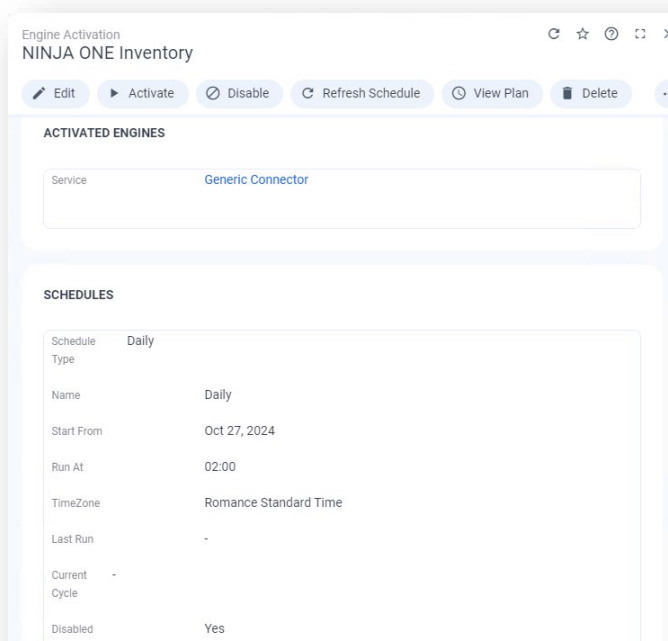 Engine Activation
NINJA ONE Inventory
Edit Activate Disable Refresh Schedule View Plan Delete
ACTIVATED ENGINES
Service Generic Connector
SCHEDULES
Schedule Type Daily
Name Daily
Start From Oct 27, 2024
Run At 02:00
TimeZone Romance Standard Time
Last Run -
Current Cycle -
Disabled Yes